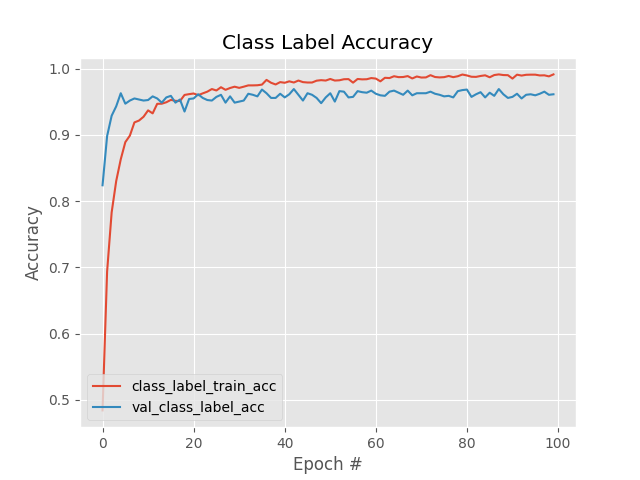 Class Label Accuracy
Accuracy
1.0
0.9
0.8
0.7
0.6
0.5
class_label_train_acc
val_class_label_acc
0 20 40 60 80 100
Epoch #